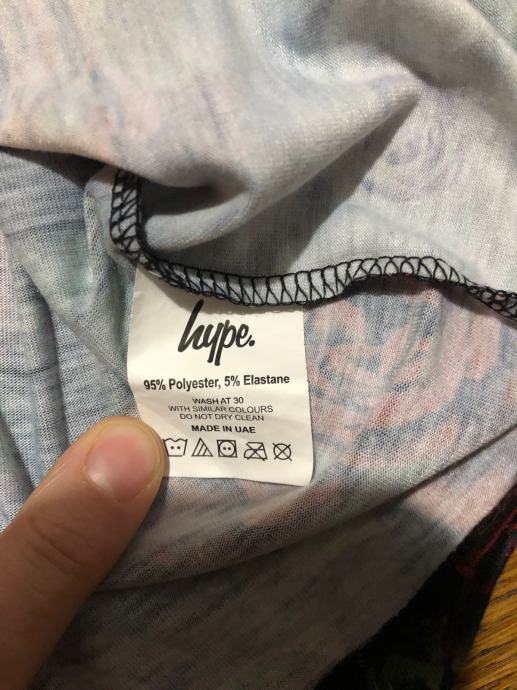 hype.
95% Polyester, 5% Elastane
WASH AT 30
WITH SIMILAR COLOURS
DO NOT DRY CLEAN
MADE IN UAE